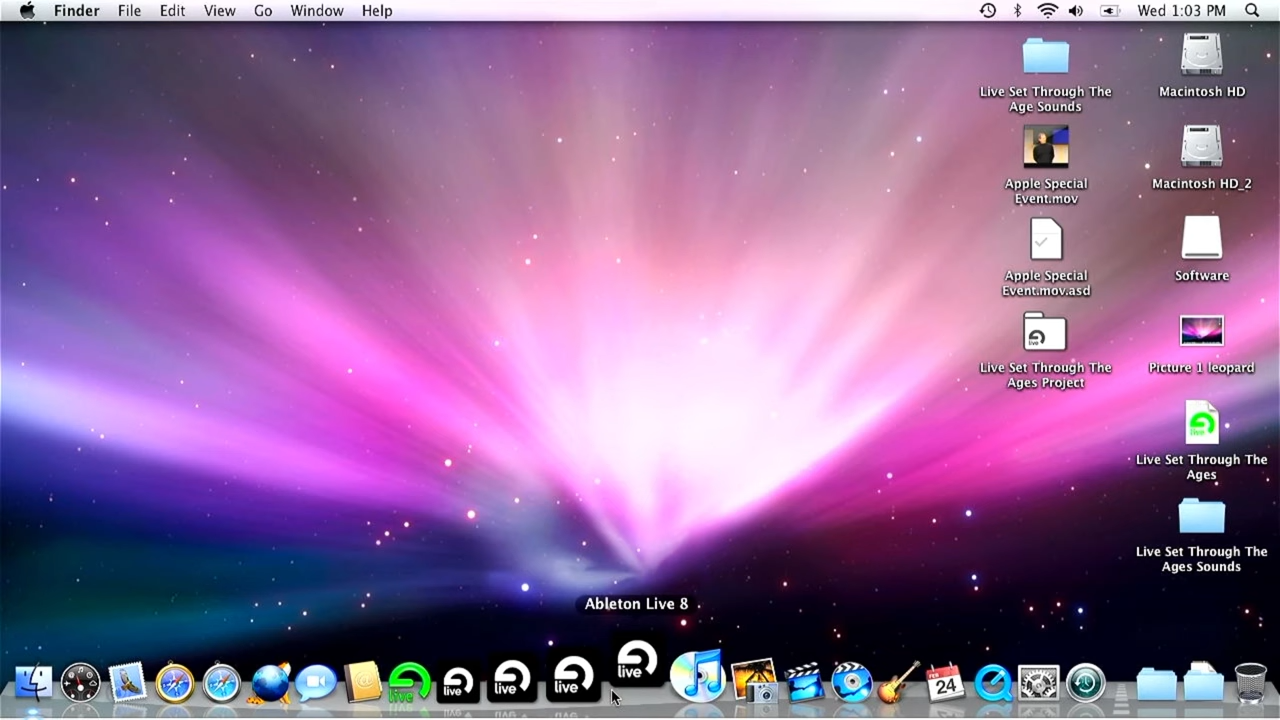 Finder File Edit View Go Window Help Wed 1:03 PM
Live Set Through The
Age Sounds
Macintosh HD
Apple Special
Event.mov
Macintosh HD_2
Apple Special
Event.mov.asd
Software
Live Set Through The
Ages Project
Picture 1 leopard
Live Set Through The
Ages
Live Set Through The
Ages Sounds
Ableton Live 8
live
live
live
live
live
live
live
FEB
24